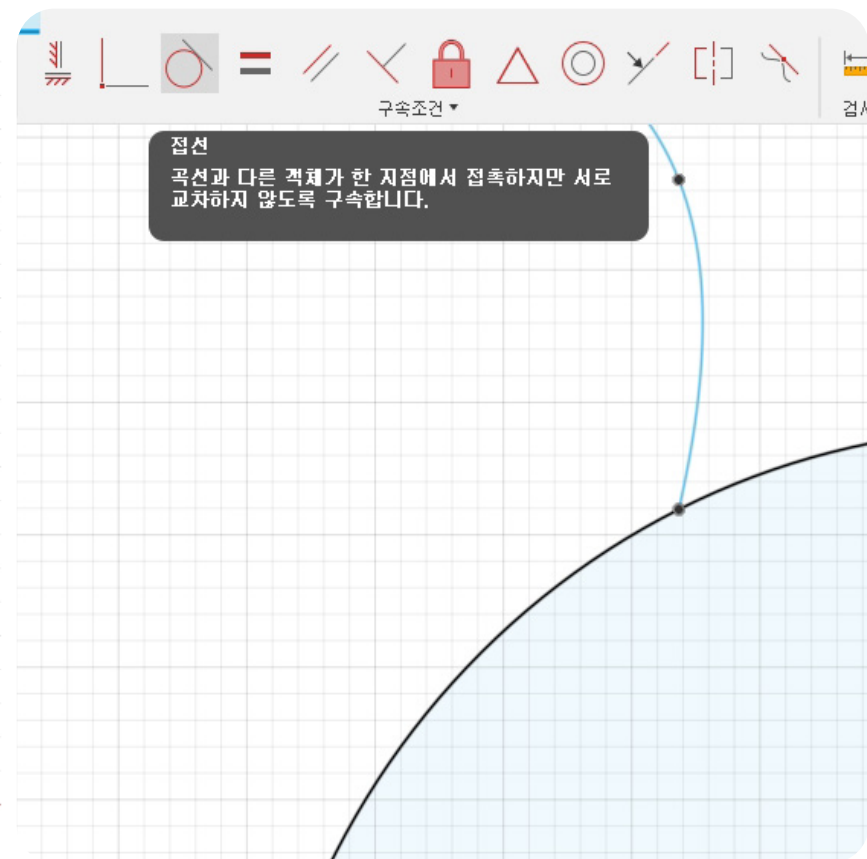 구속조건 ▾
접선
곡선과 다른 객체가 한 지점에서 접촉하지만 서로
교차하지 않도록 구속합니다.